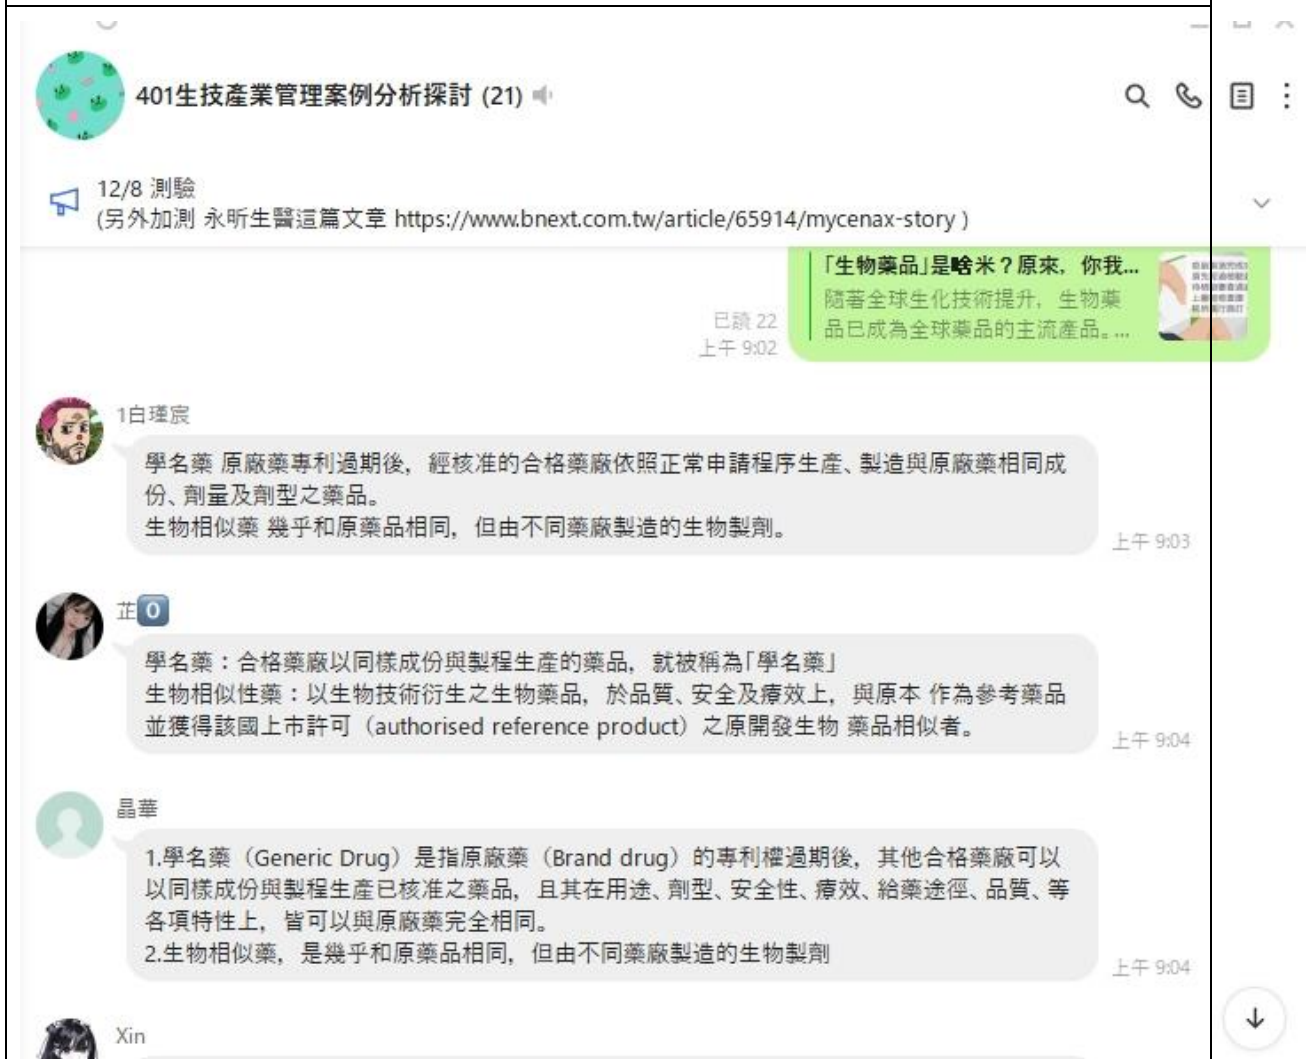 401生技產業管理案例分析探討 (21)
12/8 測驗
(另外加測 永昕生醫這篇文章 https://www.bnext.com.tw/article/65914/mycenax-story )
「生物藥品」是啥米？原來，你我...
隨著全球生化技術提升，生物藥
品已成為全球藥品的主流產品。...
已讀 22
上午 9:02
1白瑾宸
學名藥 原廠藥專利過期後，經核准的合格藥廠依照正常申請程序生產、製造與原廠藥相同成
份、劑量及劑型之藥品。
生物相似藥 幾乎和原藥品相同，但由不同藥廠製造的生物製劑。
上午 9:03
芷0
學名藥：合格藥廠以同樣成份與製程生產的藥品，就被稱為「學名藥」
生物相似性藥：以生物技術衍生之生物藥品，於品質、安全及療效上，與原本 作為參考藥品
並獲得該國上市許可（authorised reference product）之原開發生物 藥品相似者。
上午 9:04
晶華
1.學名藥（Generic Drug）是指原廠藥（Brand drug）的專利權過期後，其他合格藥廠可以
以同樣成份與製程生產已核准之藥品，且其在用途、劑型、安全性、療效、給藥途徑、品質、等
各項特性上，皆可以與原廠藥完全相同。
2.生物相似藥，是幾乎和原藥品相同，但由不同藥廠製造的生物製劑
上午 9:04
Xin